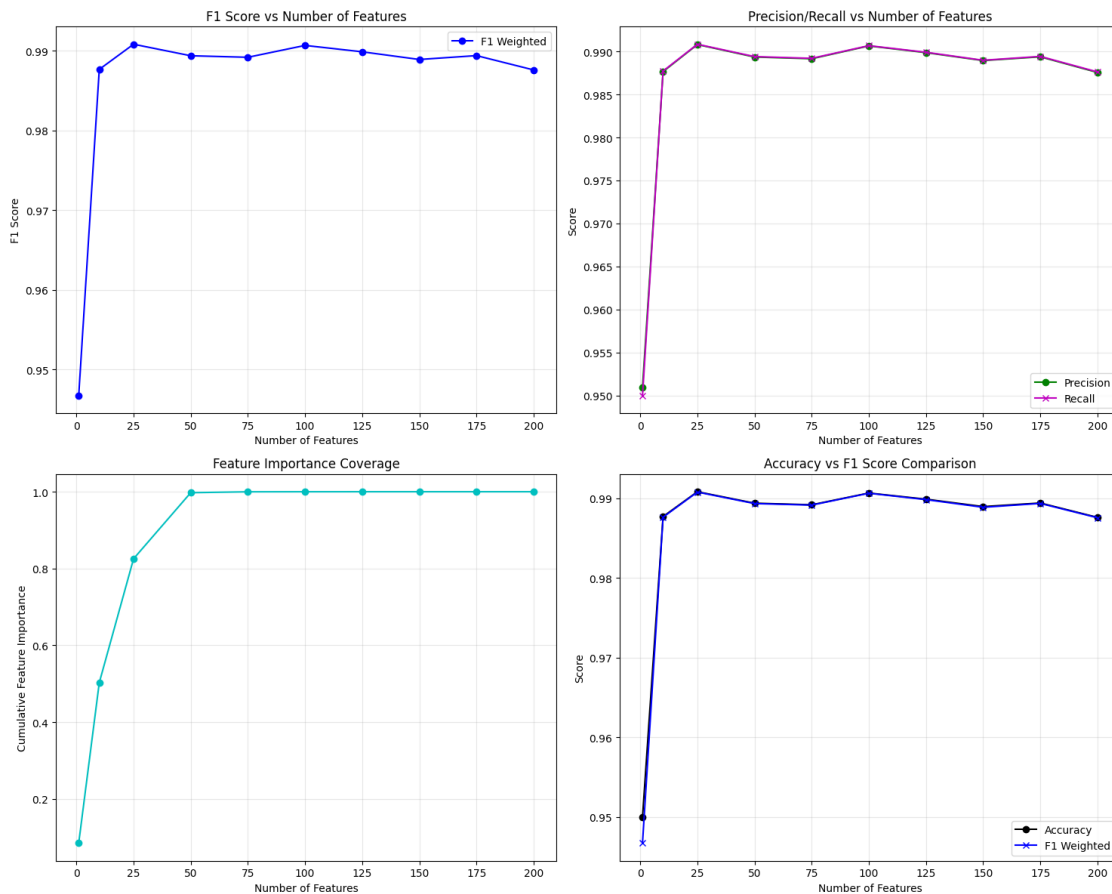 F1 Score vs Number of Features
F1 Score
0.99
0.98
0.97
0.96
0.95
F1 Weighted
0 25 50 75 100 125 150 175 200
Number of Features
Precision/Recall vs Number of Features
Score
0.990
0.985
0.980
0.975
0.970
0.965
0.960
0.955
0.950
Precision
Recall
0 25 50 75 100 125 150 175 200
Number of Features
Feature Importance Coverage
Cumulative Feature Importance
1.0
0.8
0.6
0.4
0.2
0 25 50 75 100 125 150 175 200
Number of Features
Accuracy vs F1 Score Comparison
Score
0.99
0.98
0.97
0.96
0.95
Accuracy
F1 Weighted
0 25 50 75 100 125 150 175 200
Number of Features